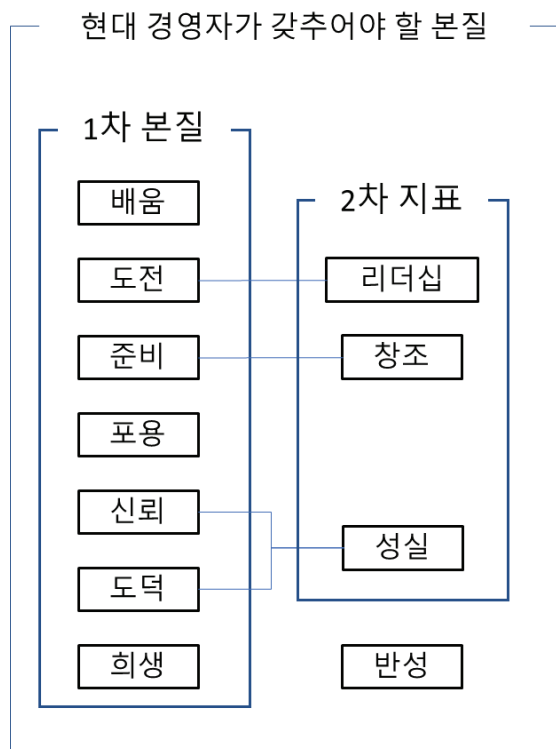 현대 경영자가 갖추어야 할 본질
1차 본질
배움
도전
준비
포용
신뢰
도덕
희생
2차 지표
리더십
창조
성실
반성